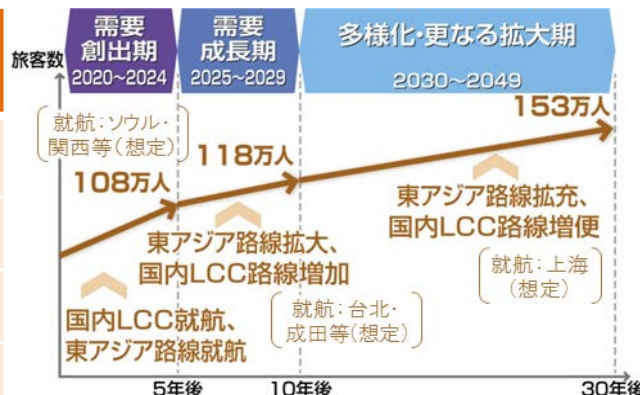 旅客数
需要
創出期
2020～2024
需要
成長期
2025～2029
多様化・更なる拡大期
2030～2049
就航：ソウル・
関西等（想定）
108万人
118万人
153万人
国内LCC就航、
東アジア路線就航
東アジア路線拡大、
国内LCC路線増加
就航：台北・
成田等（想定）
東アジア路線拡充、
国内LCC路線増便
就航：上海
（想定）
5年後
10年後
30年後